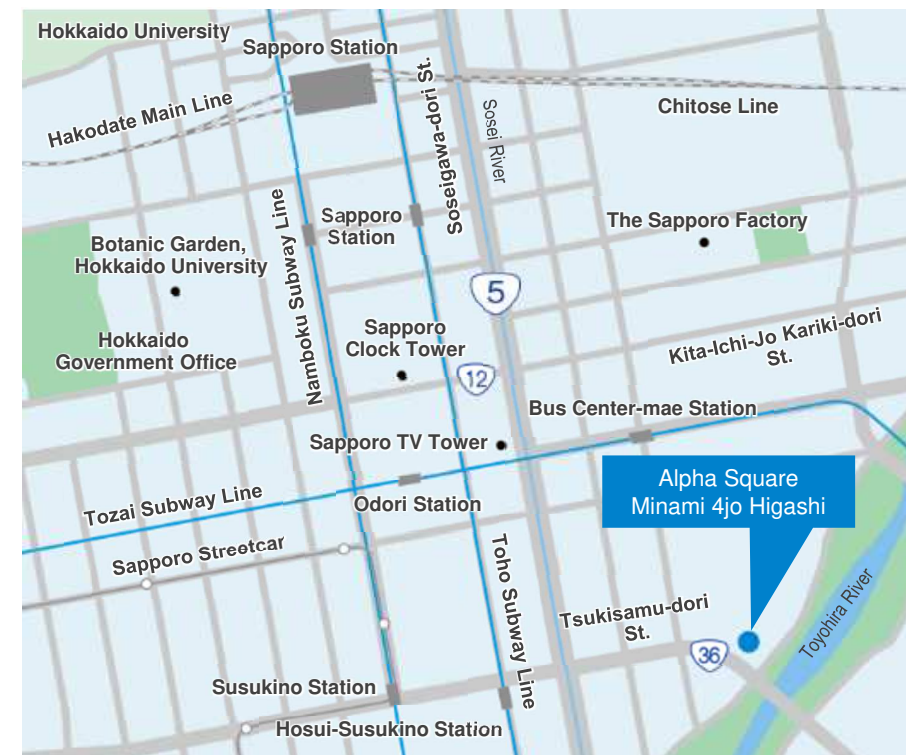 Hokkaido University
Sapporo Station
Hakodate Main Line
Chitose Line
Soseigawa-dori St.
Sosei River
Namboku Subway Line
Sapporo
Station
The Sapporo Factory
Botanic Garden,
Hokkaido University
5
Hokkaido
Government Office
Sapporo
Clock Tower
12
Kita-Ichi-Jo Kariki-dori
St.
Bus Center-mae Station
Sapporo TV Tower
Alpha Square
Minami 4jo Higashi
Tozai Subway Line
Odori Station
Sapporo Streetcar
Toho Subway Line
Tsukisamu-dori
St.
Toyohira River
36
Susukino Station
Hosui-Susukino Station